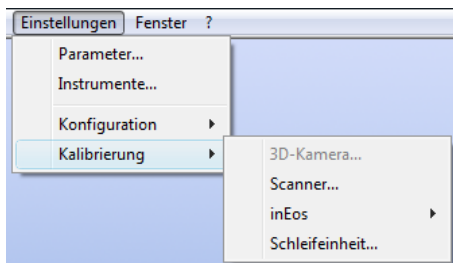 Einstellungen Fenster ?
Parameter...
Instrumente...
Konfiguration
Kalibrierung
3D-Kamera...
Scanner...
inEos
Schleifeinheit...